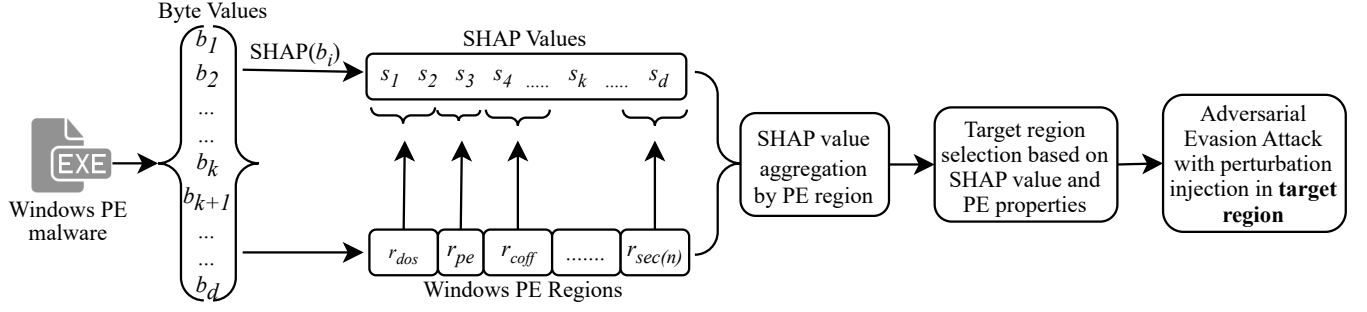 Byte Values
b1
b2
...
...
bk
bk+1
...
...
bd
EXE
Windows PE
malware
SHAP(bi)
SHAP Values
s1 s2 s3 s4 ..... sk ..... sd
rdos rpe rcoff ........ rsec(n)
Windows PE Regions
SHAP value
aggregation
by PE region
Target region
selection based on
SHAP value and
PE properties
Adversarial
Evasion Attack
with perturbation
injection in target
region